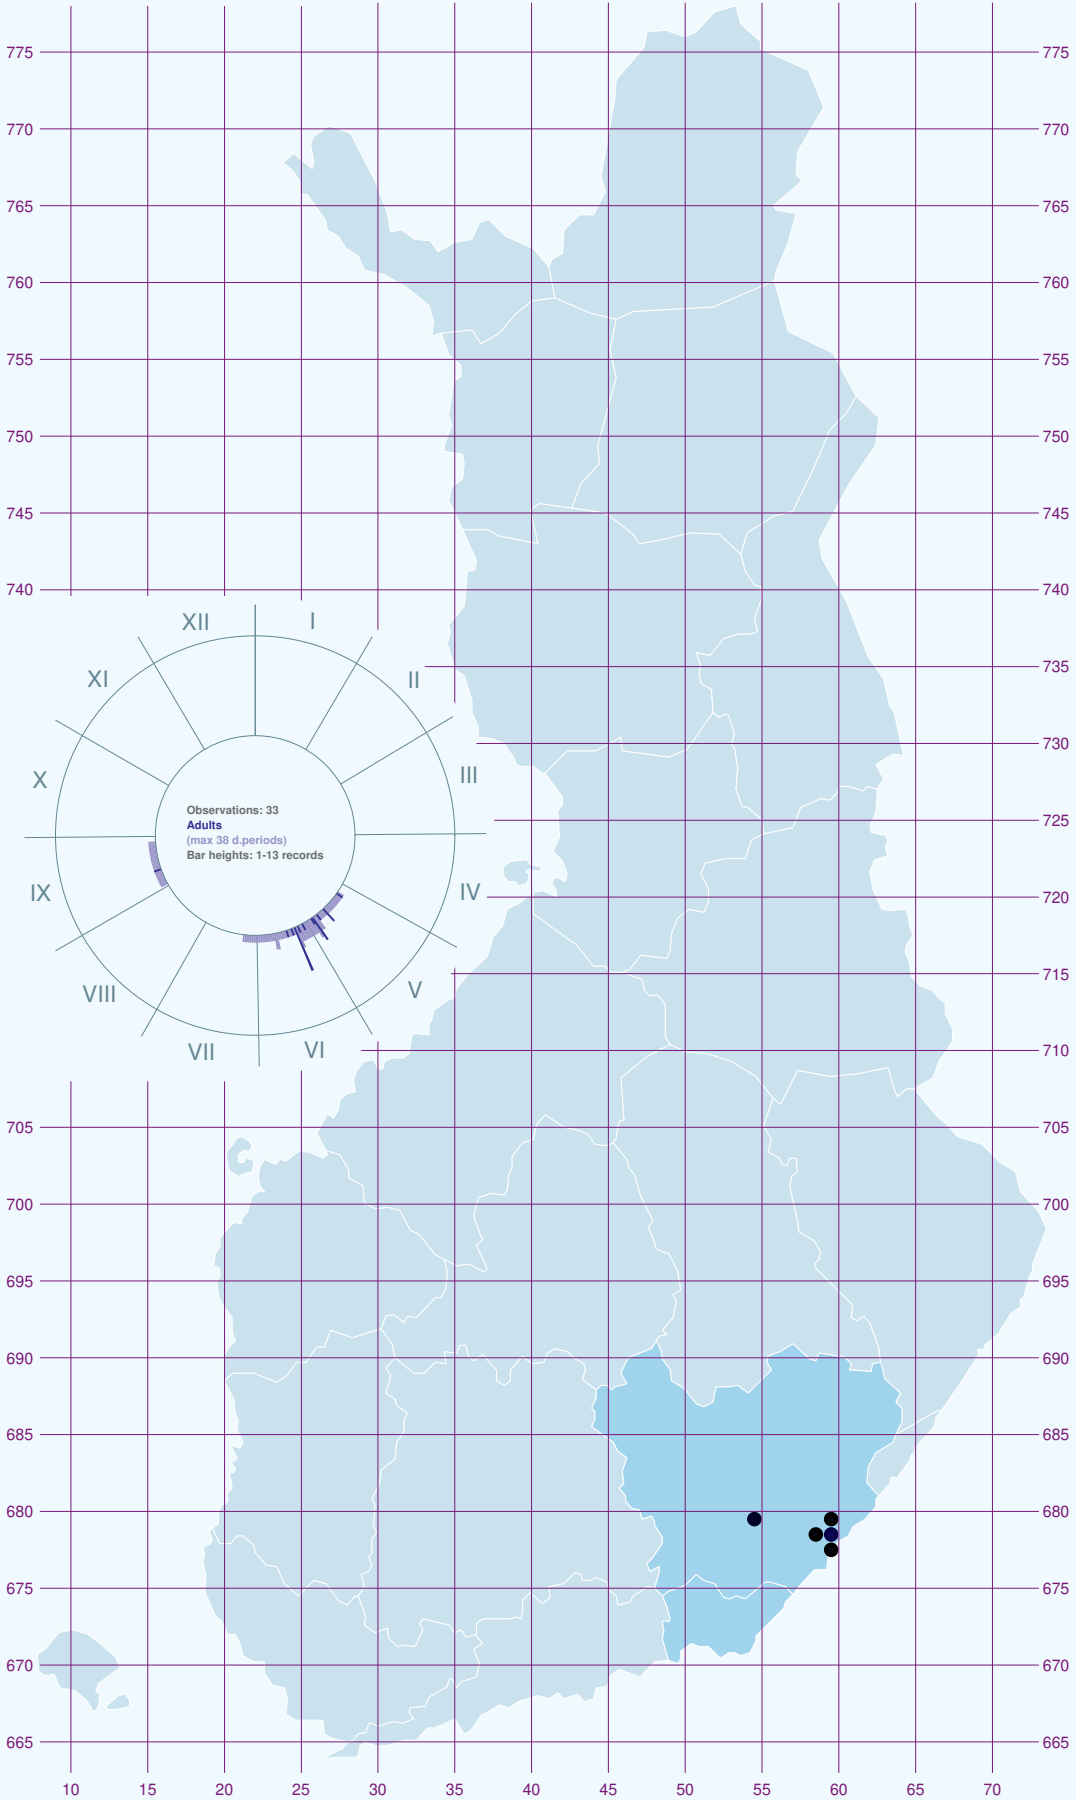 775 775
770 770
765 765
760 760
755 755
750 750
745 745
740 740
XII I
735
XI II
730
X III
Observations: 33
Adults
(max 38 d.periods)
Bar heights: 1-13 records
725
IX IV
720
VIII V
715
VII VI
710
705 705
700 700
695 695
690 690
685 685
680 680
675 675
670 670
665 665
10 15 20 25 30 35 40 45 50 55 60 65 70